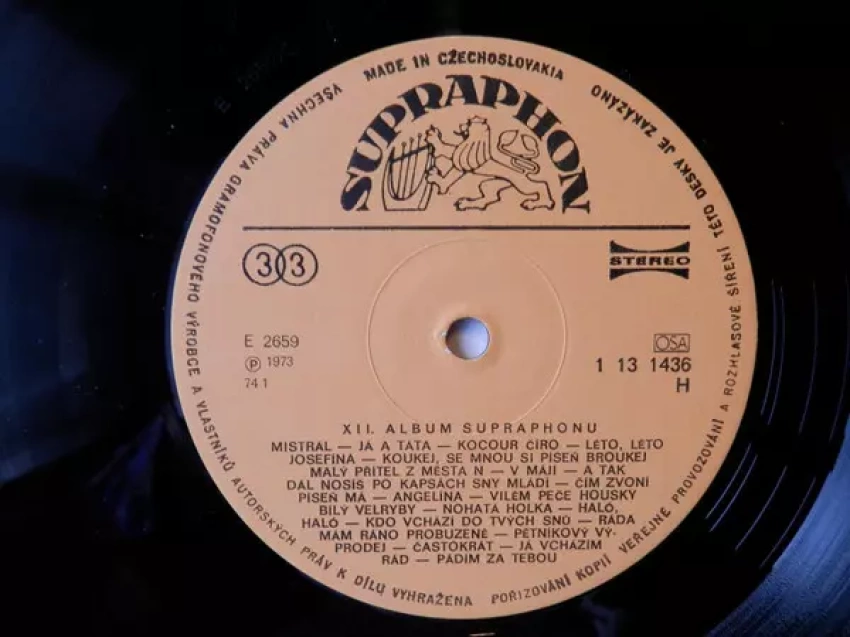 MADE IN CZECHOSLOVAKIA
VŠECHNA PRÁVA GRAMOFONOVÉHO VÝROBCE A VLASTNÍKŮ AUTORSKÝCH PRÁV K DÍLU VYHRAŽENA
POŘIZOVÁNÍ KOPIÍ VEŘEJNÉ PROVOZOVÁNÍ A ROZHLASOVÉ ŠÍŘENÍ TÉTO DESKY JE ZAKÁZÁNO
SUPRAPHON
33
STEREO
E 2659
℗ 1973
74 1
OSA
1 13 1436
H
XII. ALBUM SUPRAPHONU
MISTRAL — JÁ A TÁTA — KOCOUR ČIRO — LÉTO, LÉTO
JOSEFINA — KOUKEJ, SE MNOU SI PÍSEŇ BROUKEJ
MALÝ PŘÍTEL Z MĚSTA N — V MÁJI — A TAK
DÁL NOSÍŠ PO KAPSÁCH SNY MLÁDÍ — ČÍM ZVONÍ
PÍSEŇ MÁ — ANGELINA — VILÉM PEČE HOUSKY
BÍLÝ VELRYBY — NOHATÁ HOLKA — HALÓ,
HALÓ — KDO VCHÁZÍ DO TVÝCH SNŮ — RÁDA
MÁM RÁNO PROBUZENÉ — PĚTNÍKOVÝ VÝ-
PRODEJ — ČASTOKRÁT — JÁ VCHÁZÍM
RÁD — PÁDÍM ZA TEBOU